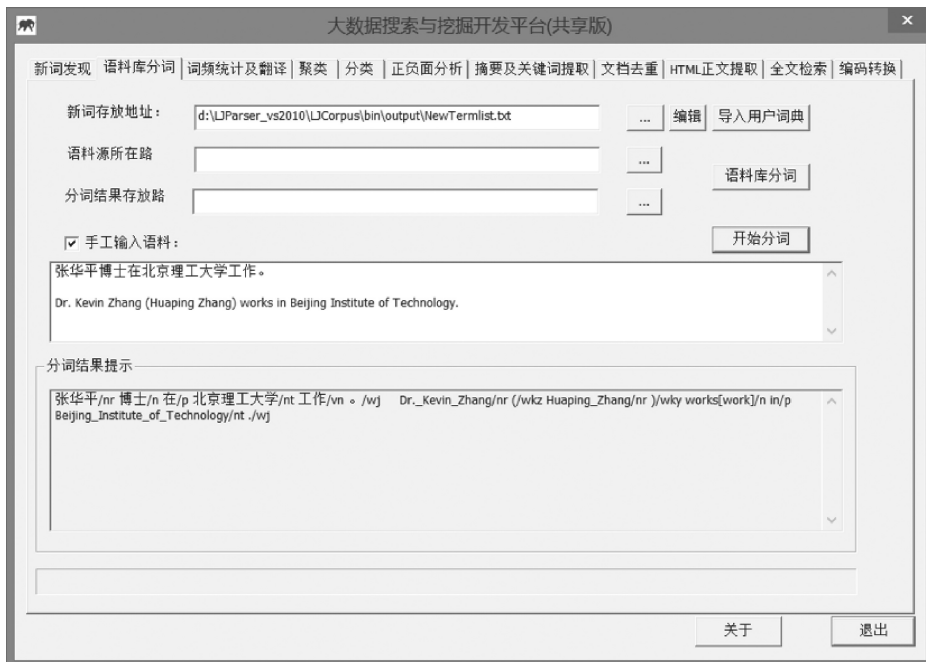 大数据搜索与挖掘开发平台(共享版)
新词发现 语料库分词 词频统计及翻译 聚类 分类 正负面分析 摘要及关键词提取 文档去重 HTML正文提取 全文检索 编码转换
新词存放地址： d:\LJParser_vs2010\LJCorpus\bin\output\NewTermlist.txt ... 编辑 导入用户词典
语料源所在路 ...
语料库分词
分词结果存放路 ...
手工输入语料： 开始分词
张华平博士在北京理工大学工作。
Dr. Kevin Zhang (Huaping Zhang) works in Beijing Institute of Technology.
分词结果提示
张华平/nr 博士/n 在/p 北京理工大学/nt 工作/vn 。/wj Dr._Kevin_Zhang/nr (/wkz Huaping_Zhang/nr )/wky works[work]/n in/p
Beijing_Institute_of_Technology/nt ./wj
关于 退出